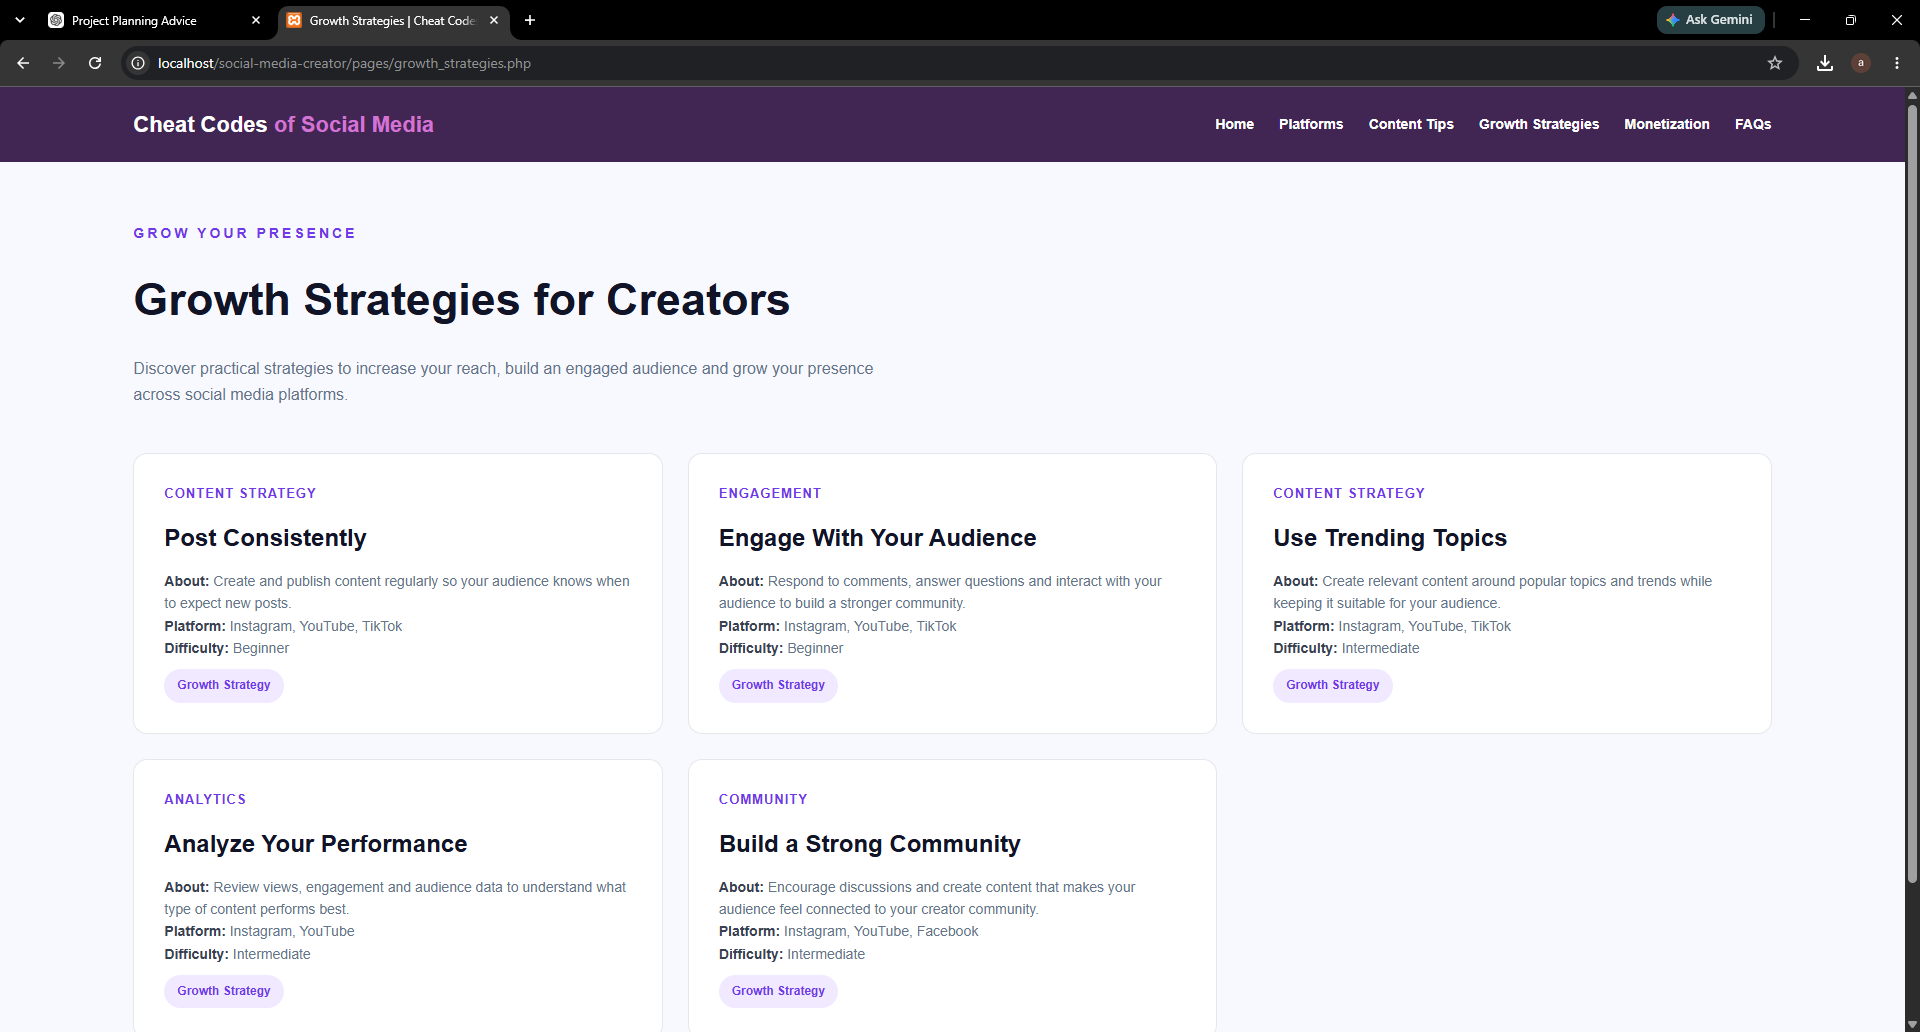 Project Planning Advice
Growth Strategies | Cheat Code
Ask Gemini
localhost/social-media-creator/pages/growth_strategies.php
a
Cheat Codes of Social Media
Home Platforms Content Tips Growth Strategies Monetization FAQs
GROW YOUR PRESENCE
Growth Strategies for Creators
Discover practical strategies to increase your reach, build an engaged audience and grow your presence
across social media platforms.
CONTENT STRATEGY
Post Consistently
About: Create and publish content regularly so your audience knows when
to expect new posts.
Platform: Instagram, YouTube, TikTok
Difficulty: Beginner
Growth Strategy
ENGAGEMENT
Engage With Your Audience
About: Respond to comments, answer questions and interact with your
audience to build a stronger community.
Platform: Instagram, YouTube, TikTok
Difficulty: Beginner
Growth Strategy
CONTENT STRATEGY
Use Trending Topics
About: Create relevant content around popular topics and trends while
keeping it suitable for your audience.
Platform: Instagram, YouTube, TikTok
Difficulty: Intermediate
Growth Strategy
ANALYTICS
Analyze Your Performance
About: Review views, engagement and audience data to understand what
type of content performs best.
Platform: Instagram, YouTube
Difficulty: Intermediate
Growth Strategy
COMMUNITY
Build a Strong Community
About: Encourage discussions and create content that makes your
audience feel connected to your creator community.
Platform: Instagram, YouTube, Facebook
Difficulty: Intermediate
Growth Strategy